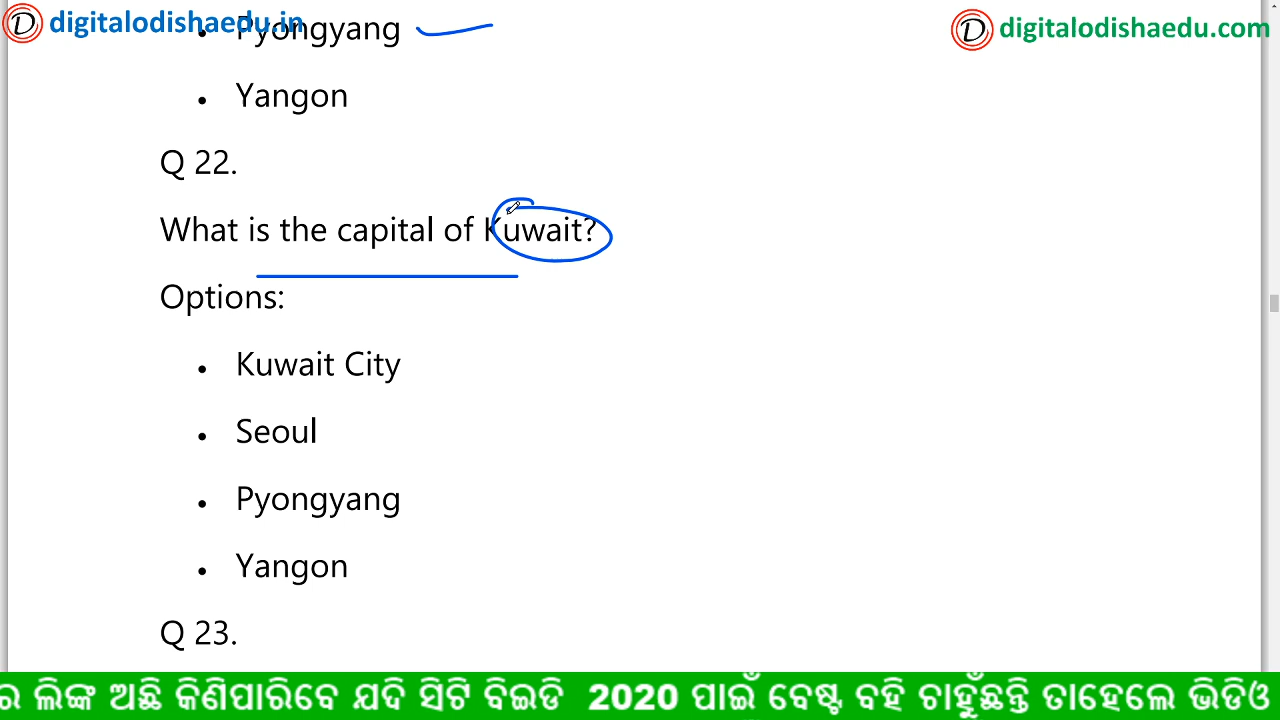 digitalodishaedu.in
digitalodishaedu.com
• Pyongyang
• Yangon
Q 22.
What is the capital of Kuwait?
Options:
• Kuwait City
• Seoul
• Pyongyang
• Yangon
Q 23.
ର ଲିଙ୍କ ଅଛି କିଣିପାରିବେ ଯଦି ସିଟି ବିଇଡି 2020 ପାଇଁ ବେଷ୍ଟ ବହି ଚାହୁଁଛନ୍ତି ତାହେଲେ ଭିଡିଓ